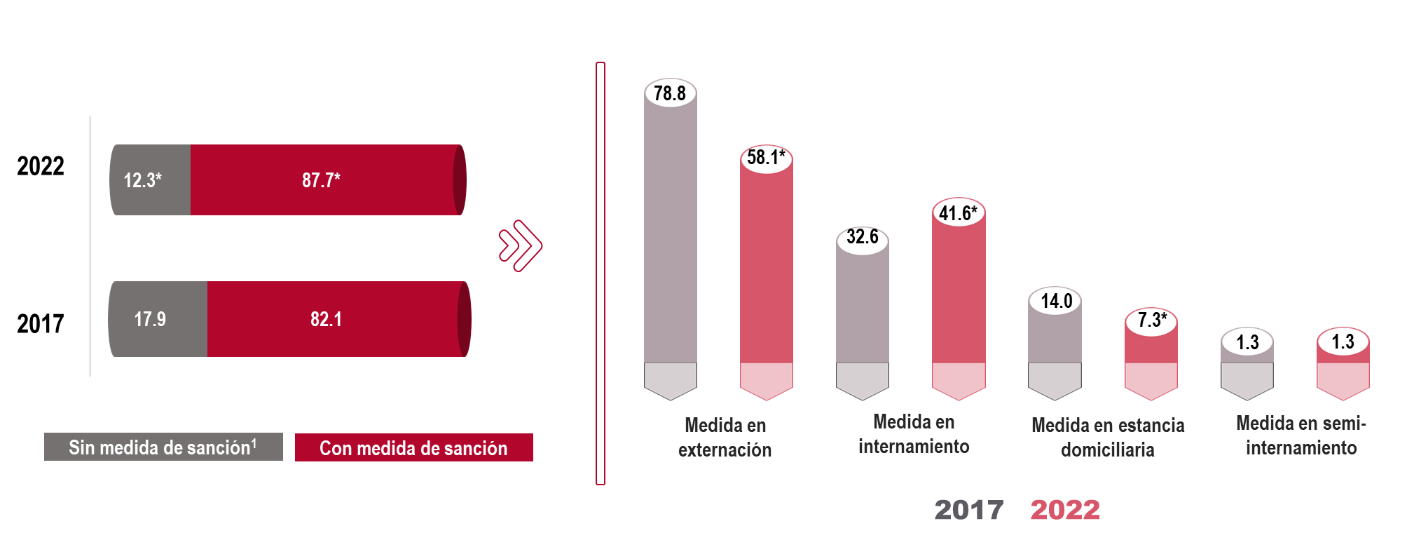 2022
12.3*
87.7*
2017
17.9
82.1
Sin medida de sanción¹
Con medida de sanción
78.8
58.1*
32.6
41.6*
14.0
7.3*
1.3
1.3
Medida en
externación
Medida en
internamiento
Medida en estancia
domiciliaria
Medida en semi-
internamiento
2017 2022